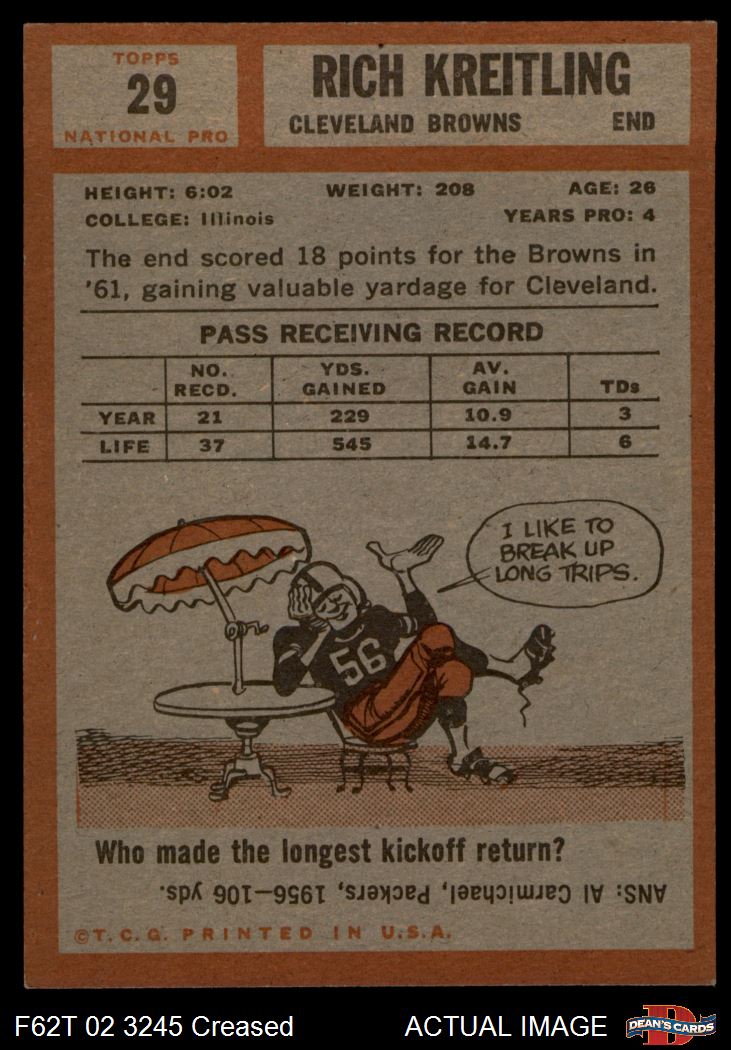 TOPPS
29
NATIONAL PRO
RICH KREITLING
CLEVELAND BROWNS END
HEIGHT: 6:02 WEIGHT: 208 AGE: 26
COLLEGE: Illinois YEARS PRO: 4
The end scored 18 points for the Browns in
'61, gaining valuable yardage for Cleveland.
PASS RECEIVING RECORD
NO. RECD. YDS. GAINED AV. GAIN TDs
YEAR 21 229 10.9 3
LIFE 37 545 14.7 6
I LIKE TO
BREAK UP
LONG TRIPS.
56
Who made the longest kickoff return?
ANS: Al Carmichael, Packers, 1956—106 yds.
©T.C.G. PRINTED IN U.S.A.
F62T 02 3245 Creased ACTUAL IMAGE
D
DEAN'S CARDS